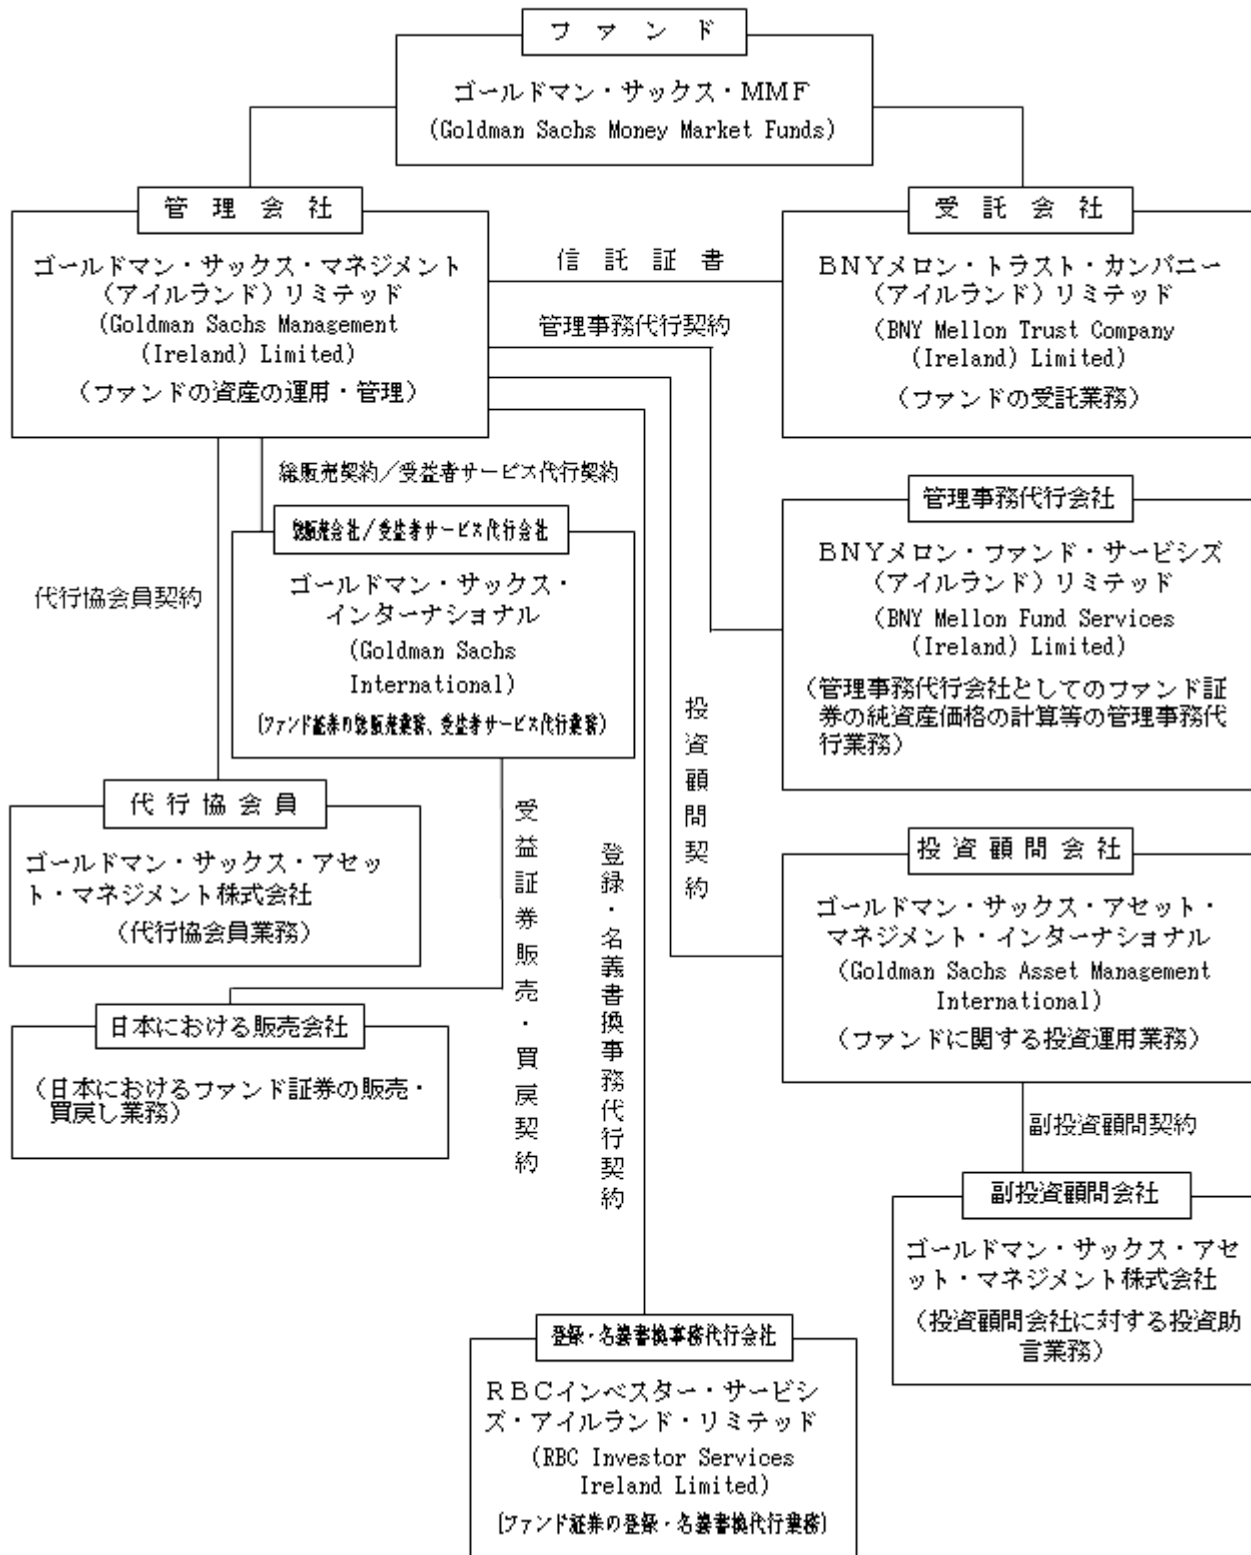 ファンド
ゴールドマン・サックス・MMF
(Goldman Sachs Money Market Funds)
管理会社
ゴールドマン・サックス・マネジメント
(アイルランド)リミテッド
(Goldman Sachs Management
(Ireland) Limited)
(ファンドの資産の運用・管理)
信託証書
管理事務代行契約
受託会社
BNYメロン・トラスト・カンパニー
(アイルランド)リミテッド
(BNY Mellon Trust Company
(Ireland) Limited)
(ファンドの受託業務)
総販売契約/受益者サービス代行契約
総販売会社/受益者サービス代行会社
ゴールドマン・サックス・
インターナショナル
(Goldman Sachs
International)
(ファンド証券の総販売業務、受益者サービス代行業務)
管理事務代行会社
BNYメロン・ファンド・サービシズ
(アイルランド)リミテッド
(BNY Mellon Fund Services
(Ireland) Limited)
(管理事務代行会社としてのファンド証
券の純資産価格の計算等の管理事務代
行業務)
代行協会員契約
代行協会員
ゴールドマン・サックス・アセッ
ト・マネジメント株式会社
(代行協会員業務)
受益証券販売・買戻契約
登録・名義書換事務代行契約
投資顧問契約
投資顧問会社
ゴールドマン・サックス・アセット・
マネジメント・インターナショナル
(Goldman Sachs Asset Management
International)
(ファンドに関する投資運用業務)
日本における販売会社
(日本におけるファンド証券の販売・
買戻し業務)
副投資顧問契約
副投資顧問会社
ゴールドマン・サックス・アセ
ット・マネジメント株式会社
(投資顧問会社に対する投資助
言業務)
登録・名義書換事務代行会社
RBCインベスター・サービシ
ズ・アイルランド・リミテッド
(RBC Investor Services
Ireland Limited)
(ファンド証券の登録・名義書換代行業務)